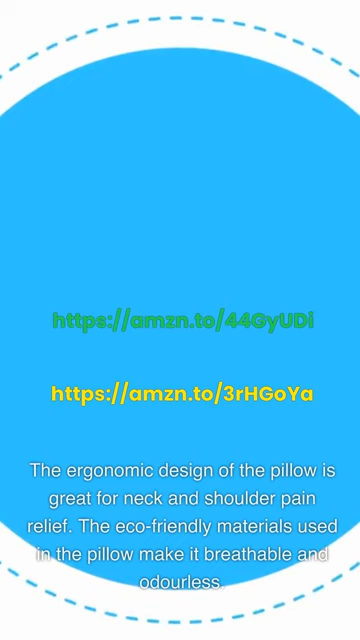 https://amzn.to/44GyUDi
https://amzn.to/3rHGoYa
The ergonomic design of the pillow is
great for neck and shoulder pain
relief. The eco-friendly materials used
in the pillow make it breathable and
odourless.